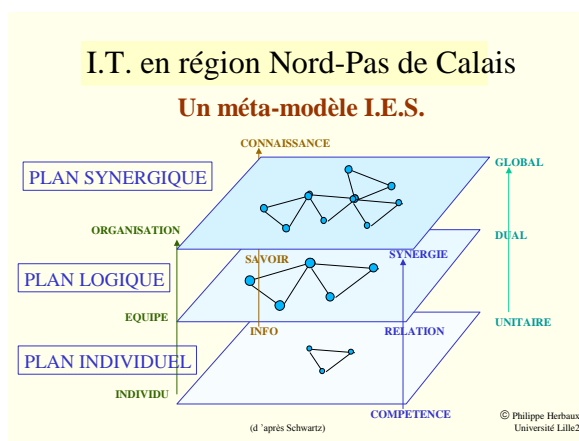 I.T. en région Nord-Pas de Calais
Un méta-modèle I.E.S.
CONNAISSANCE
GLOBAL
PLAN SYNERGIQUE
ORGANISATION
DUAL
SAVOIR
SYNERGIE
PLAN LOGIQUE
EQUIPE
INFO
RELATION
UNITAIRE
PLAN INDIVIDUEL
INDIVIDU
COMPETENCE
(d ’après Schwartz)
© Philippe Herbaux
Université Lille2